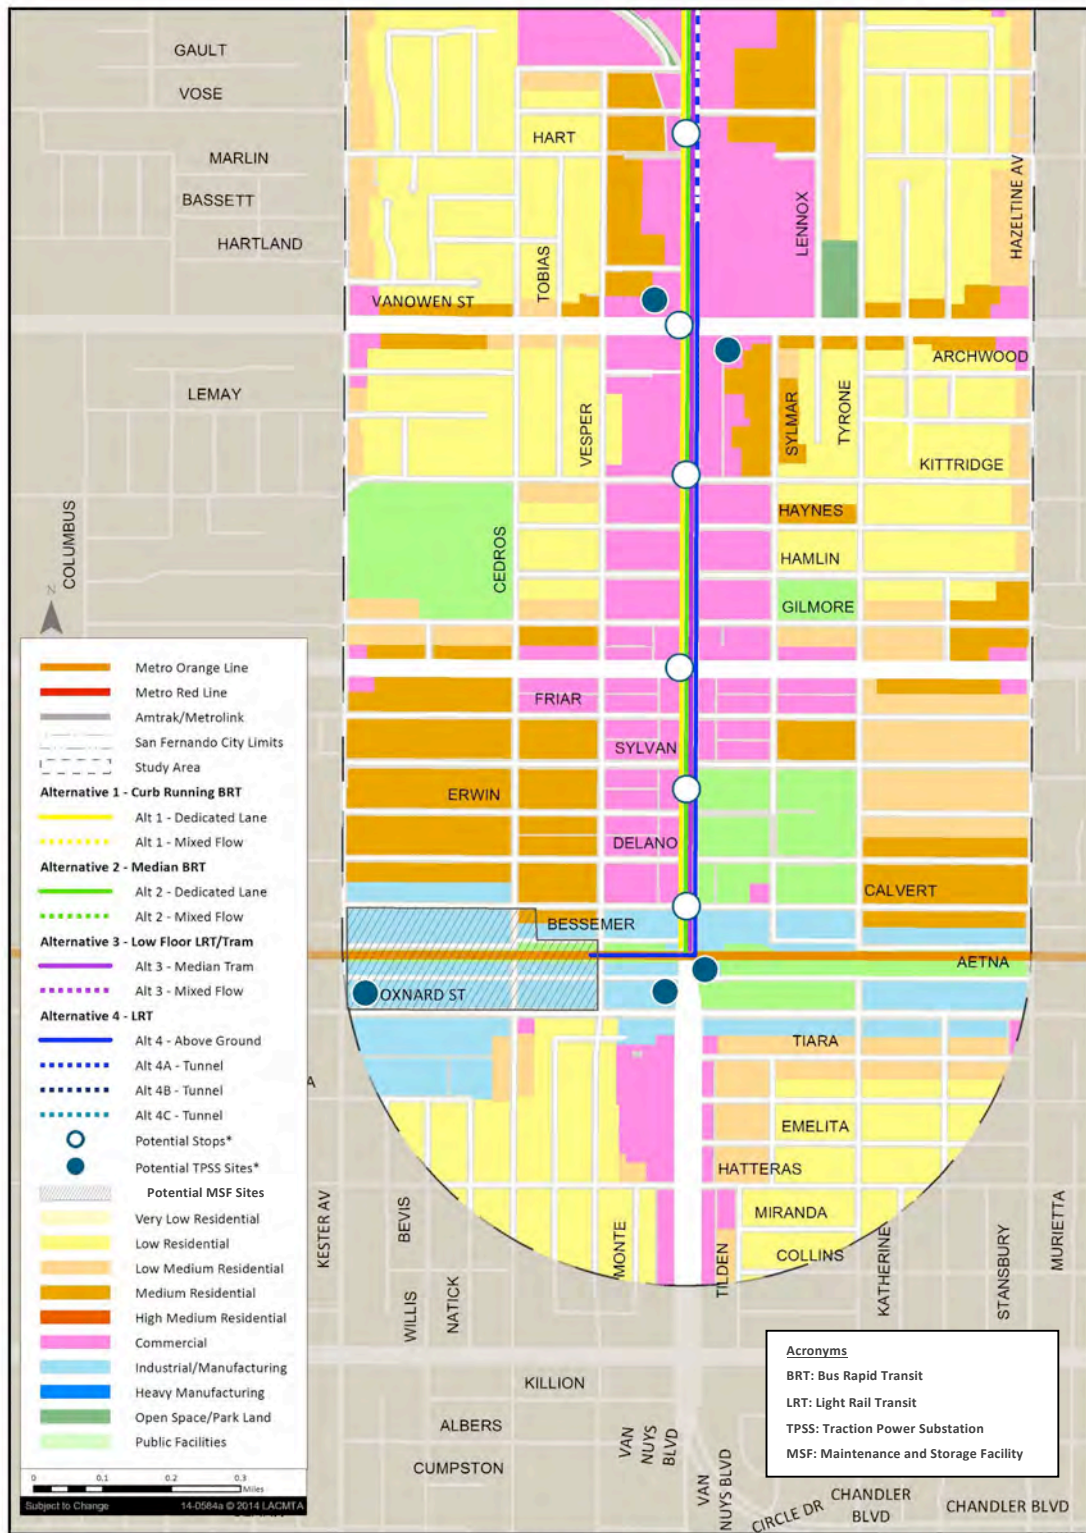 GAULT
VOSE
HART
MARLIN
BASSETT
HARTLAND
HAZELTINE AV
LENNOX
TOBIAS
VANOWEN ST
ARCHWOOD
LEMAY
SYLMAR
TYRONE
VESPER
KITTRIDGE
HAYNES
COLUMBUS
CEDROS
HAMLIN
N
GILMORE
FRIAR
SYLVAN
ERWIN
DELANO
CALVERT
BESSEMER
AETNA
OXNARD ST
TIARA
EMELITA
HATTERAS
MIRANDA
COLLINS
KESTER AV
BEVIS
WILLIS
NATICK
MONTE
TILDEN
KATHERINE
STANSBURY
MURIETTA
KILLION
ALBERS
CUMPSTON
VAN
NUYS
BLVD
VAN
NUYS BLVD
CIRCLE DR
CHANDLER
BLVD
CHANDLER BLVD
Metro Orange Line
Metro Red Line
Amtrak/Metrolink
San Fernando City Limits
Study Area
Alternative 1 - Curb Running BRT
Alt 1 - Dedicated Lane
Alt 1 - Mixed Flow
Alternative 2 - Median BRT
Alt 2 - Dedicated Lane
Alt 2 - Mixed Flow
Alternative 3 - Low Floor LRT/Tram
Alt 3 - Median Tram
Alt 3 - Mixed Flow
Alternative 4 - LRT
Alt 4 - Above Ground
Alt 4A - Tunnel
Alt 4B - Tunnel
Alt 4C - Tunnel
Potential Stops*
Potential TPSS Sites*
Potential MSF Sites
Very Low Residential
Low Residential
Low Medium Residential
Medium Residential
High Medium Residential
Commercial
Industrial/Manufacturing
Heavy Manufacturing
Open Space/Park Land
Public Facilities
0 0.1 0.2 0.3
Miles
Subject to Change 14-0584a © 2014 LACMTA
Acronyms
BRT: Bus Rapid Transit
LRT: Light Rail Transit
TPSS: Traction Power Substation
MSF: Maintenance and Storage Facility